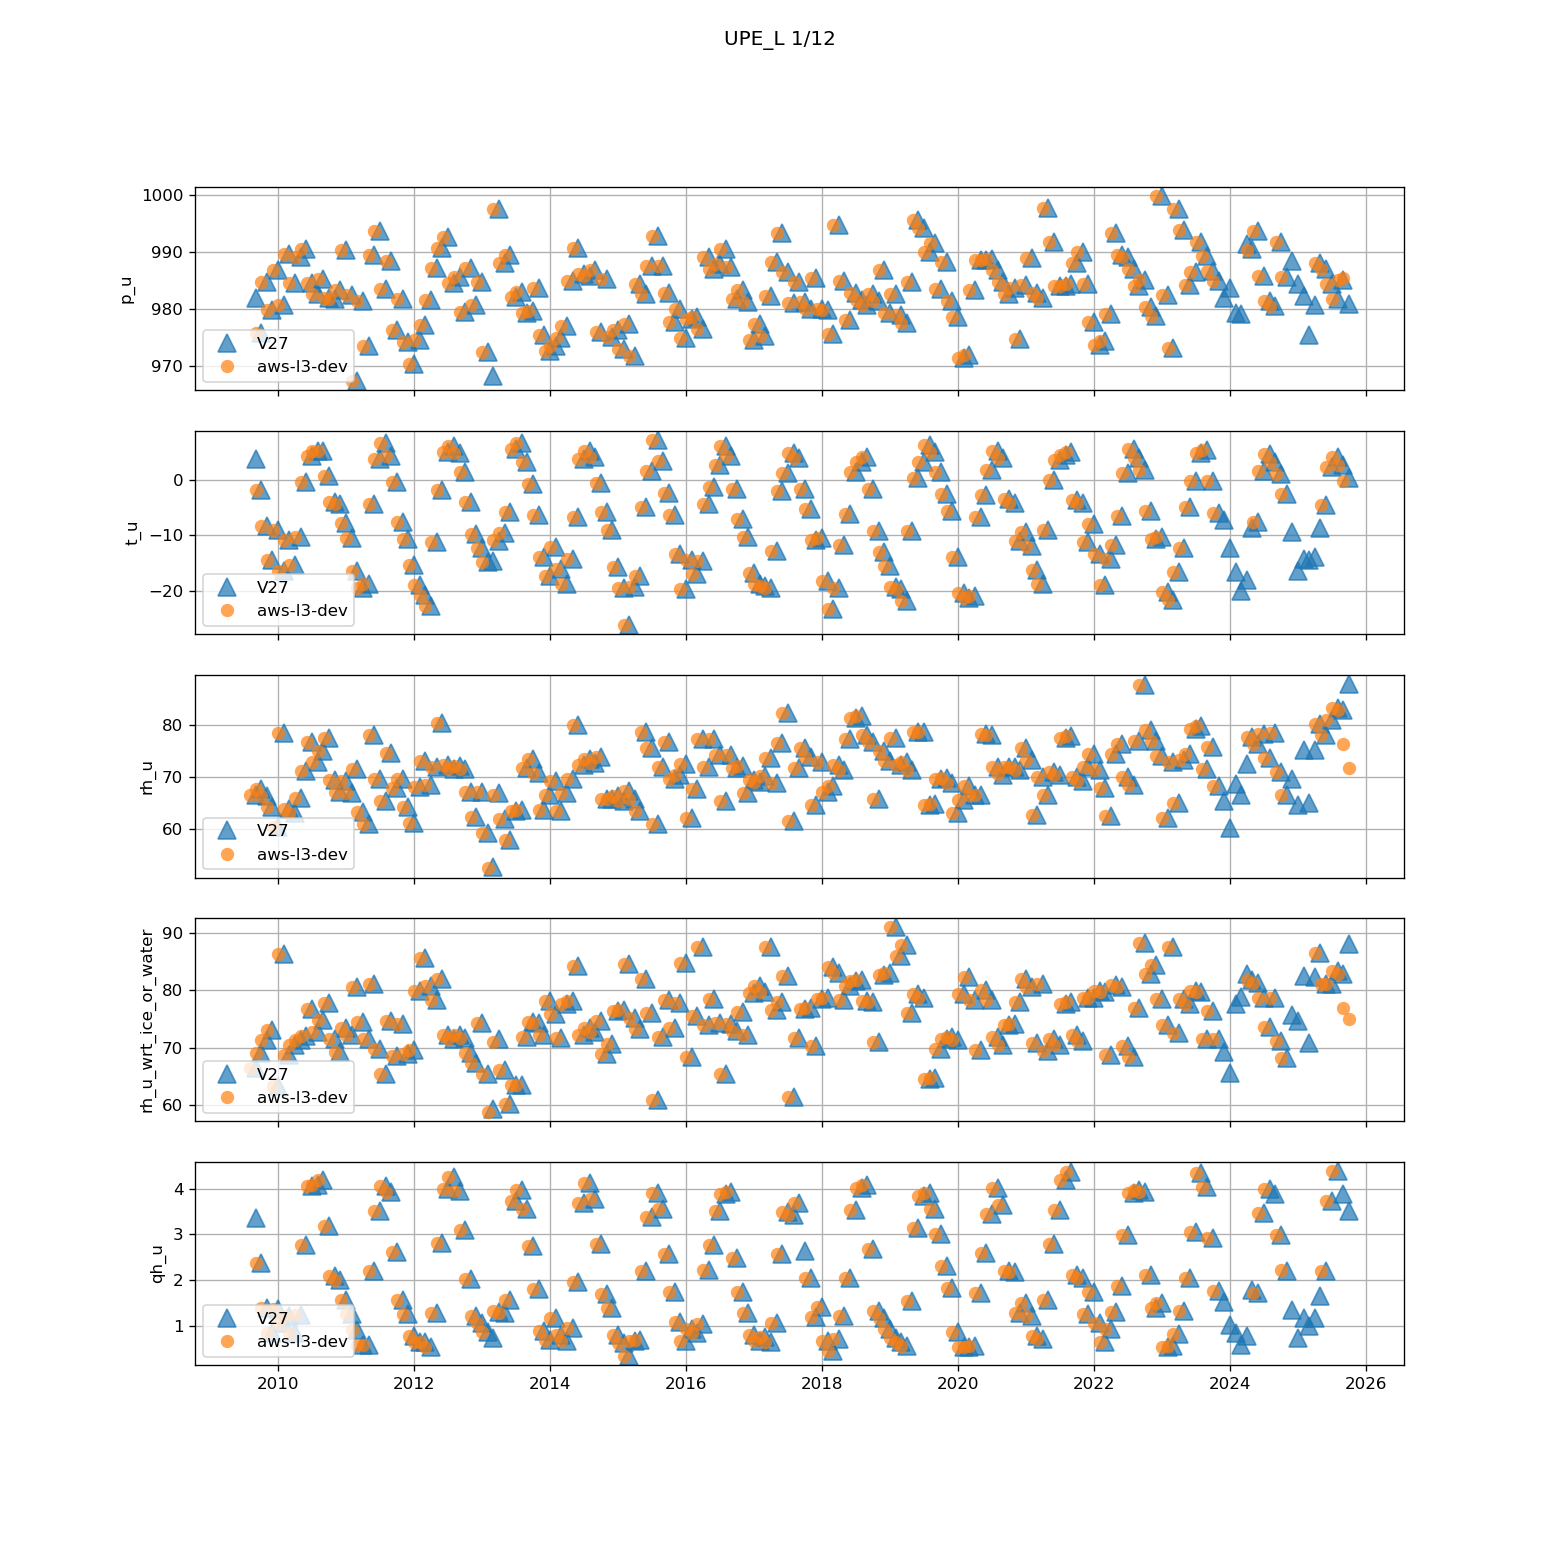 UPE_L 1/12
1000
990
980
970
p_u
V27
aws-l3-dev
0
−10
−20
t_u
V27
aws-l3-dev
80
70
60
rh_u
V27
aws-l3-dev
90
80
70
60
rh_u_wrt_ice_or_water
V27
aws-l3-dev
4
3
2
1
qh_u
V27
aws-l3-dev
2010 2012 2014 2016 2018 2020 2022 2024 2026